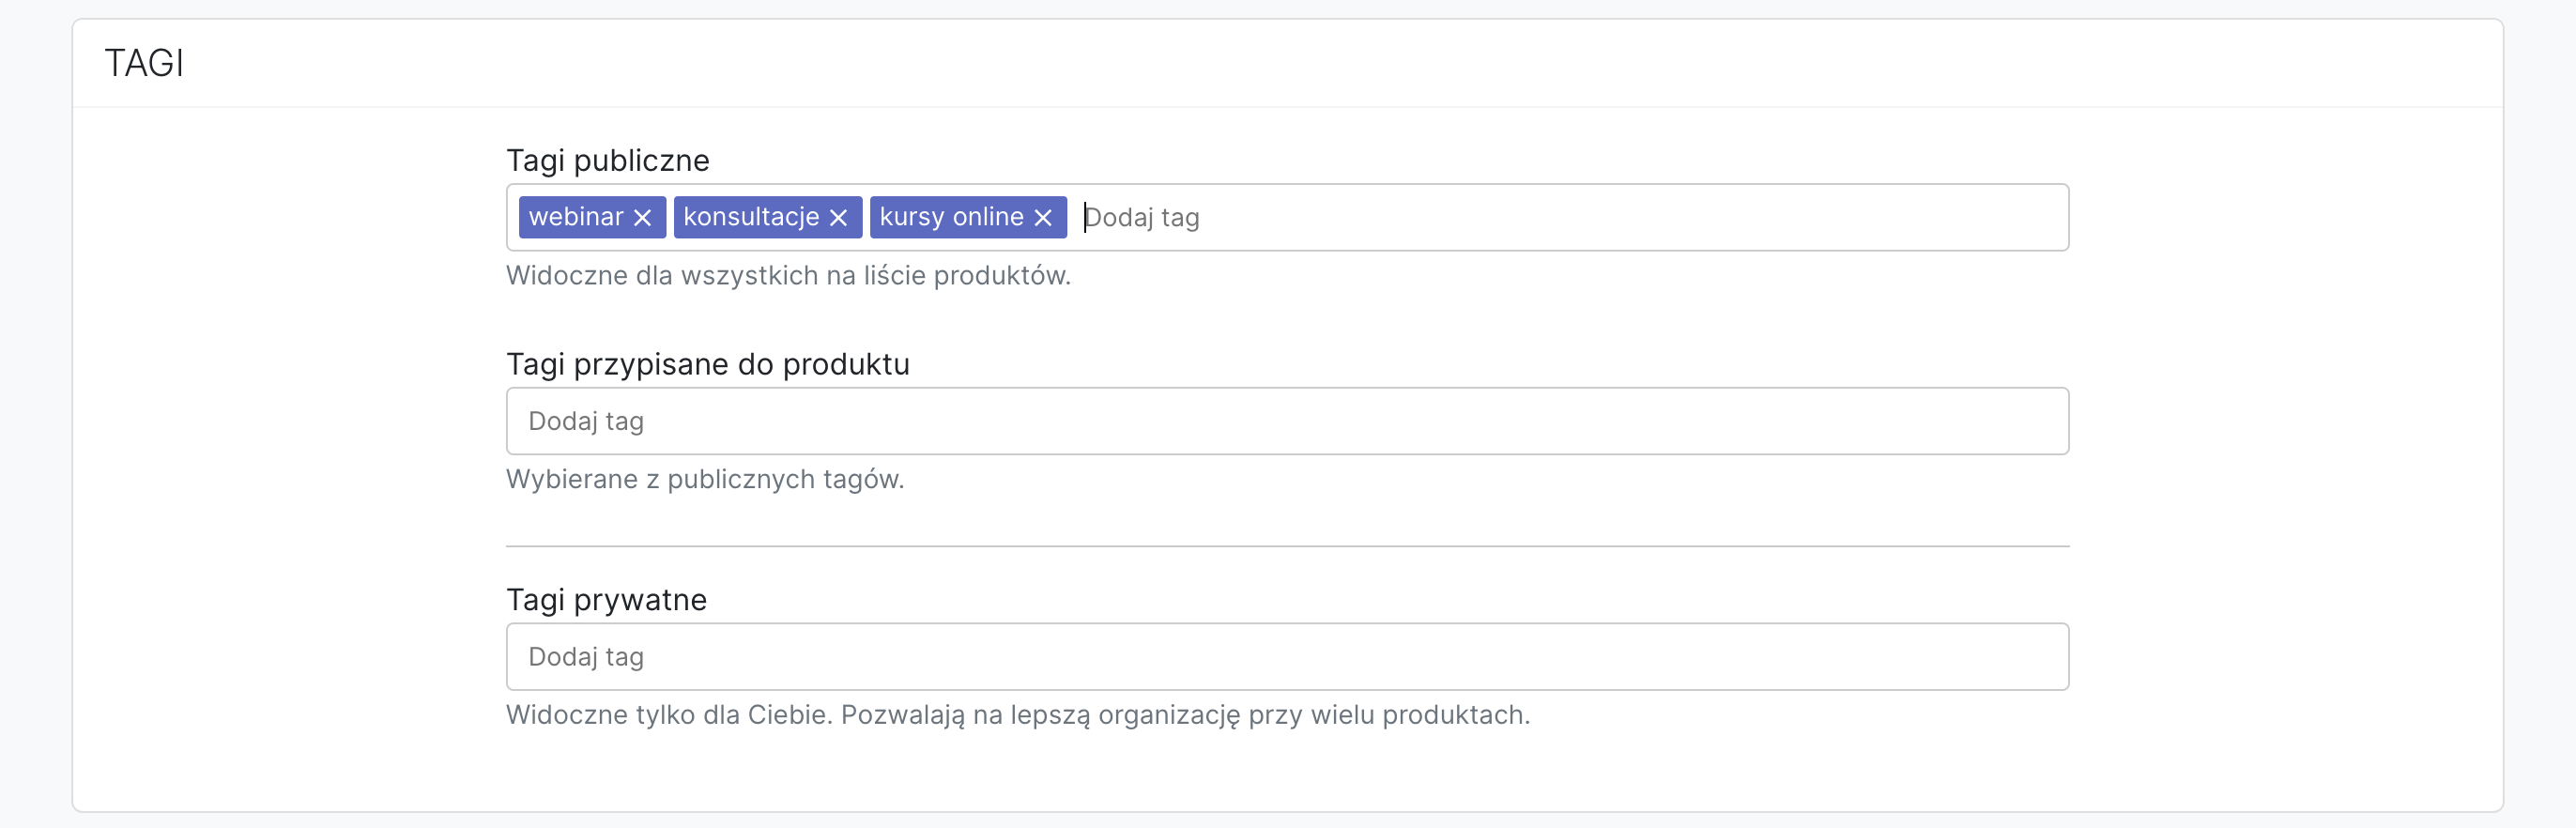 TAGI
Tagi publiczne
webinar konsultacje kursy online Dodaj tag
Widoczne dla wszystkich na liście produktów.
Tagi przypisane do produktu
Dodaj tag
Wybierane z publicznych tagów.
Tagi prywatne
Dodaj tag
Widoczne tylko dla Ciebie. Pozwalają na lepszą organizację przy wielu produktach.